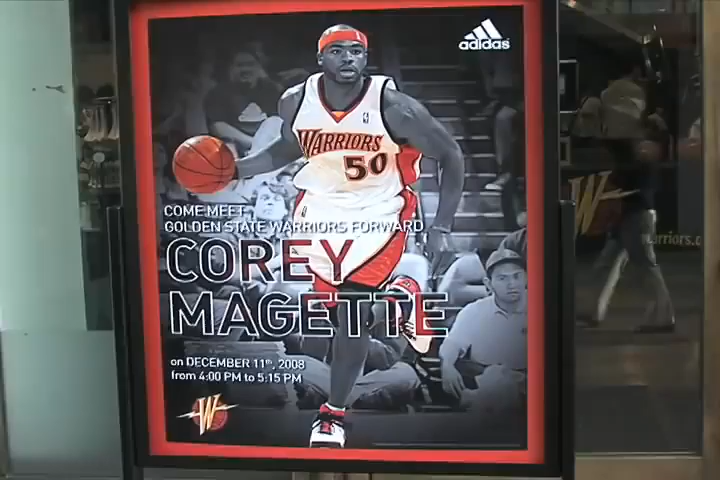 adidas
WARRIORS
50
COME MEET
GOLDEN STATE WARRIORS FORWARD
COREY
MAGETTE
on DECEMBER 11th, 2008
from 4:00 PM to 5:15 PM
W
W